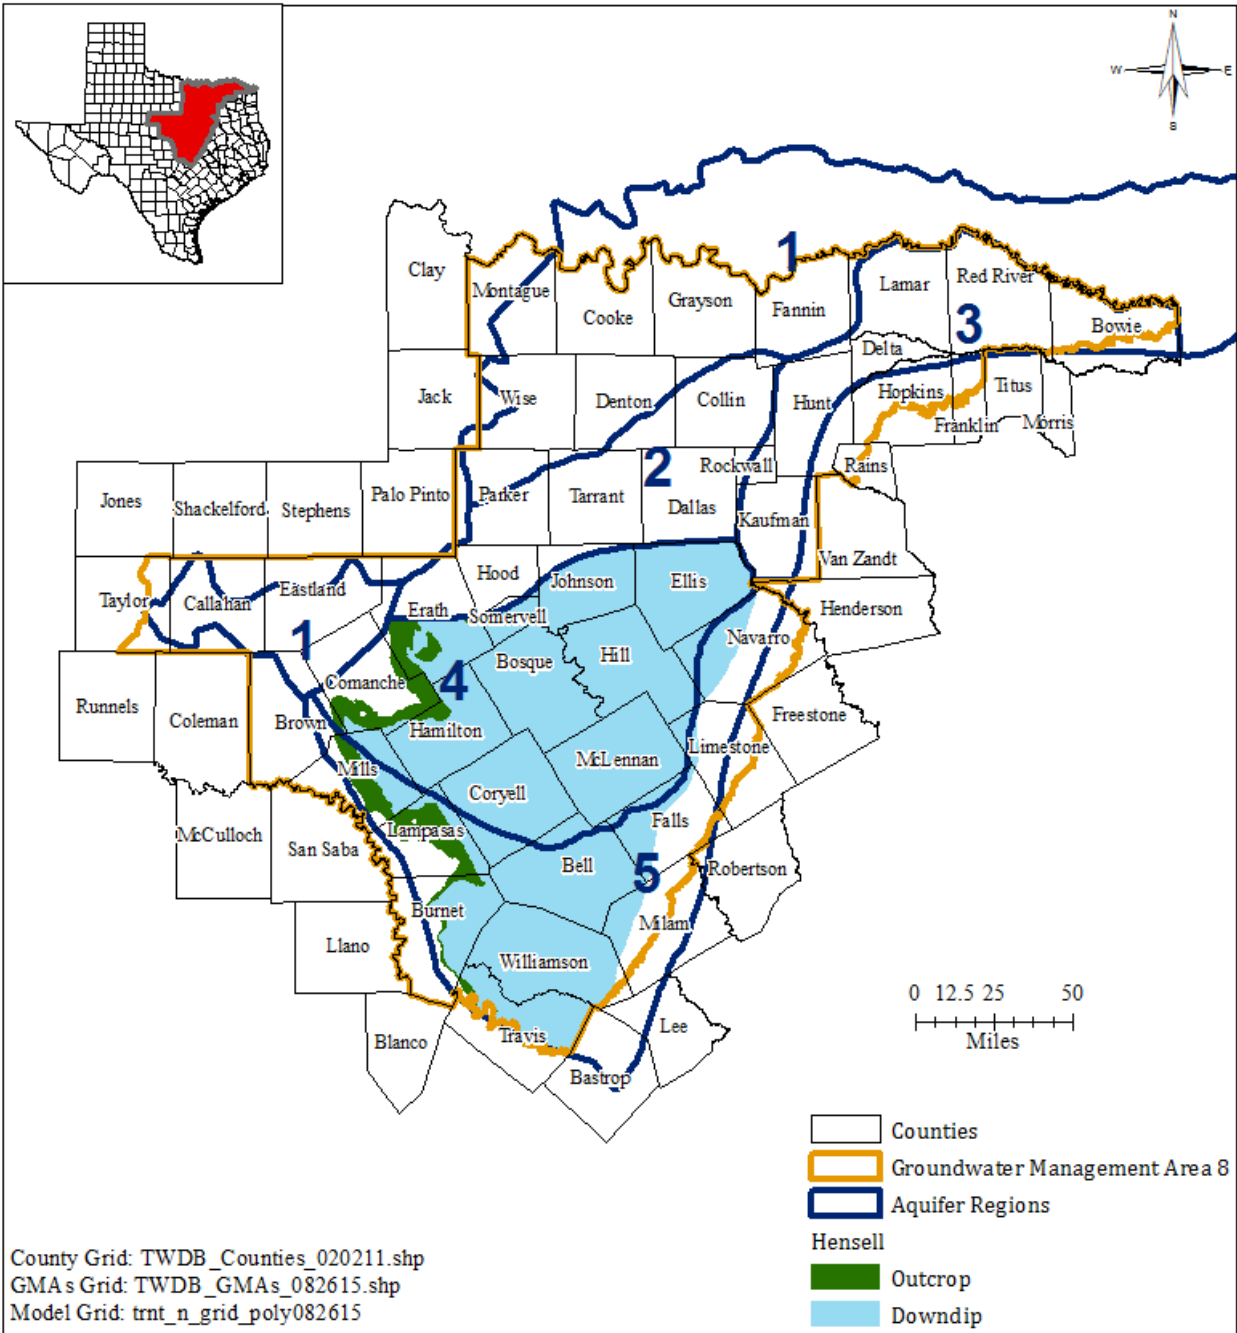 N
W E
S
1
Clay
Montague
Cooke
Grayson
Fannin
Lamar
Red River
Bowie
3
Delta
Jack
Wise
Denton
Collin
Hunt
Hopkins
Titus
Franklin
Morris
2
Rockwall
Rains
Jones
Shackelford
Stephens
Palo Pinto
Parker
Tarrant
Dallas
Kaufman
Van Zandt
Taylor
Callahan
Eastland
Hood
Johnson
Ellis
Erath
Somervell
Henderson
1
Comanche
4
Bosque
Hill
Navarro
Runnels
Coleman
Brown
Hamilton
Freestone
Mills
McLennan
Limestone
Coryell
McCulloch
San Saba
Lampasas
Falls
Bell
5
Robertson
Burnet
Milam
Llano
Williamson
Blanco
Travis
Lee
Bastrop
0 12.5 25 50
Miles
Counties
Groundwater Management Area 8
Aquifer Regions
Hensell
Outcrop
Downdip
County Grid: TWDB_Counties_020211.shp
GMAs Grid: TWDB_GMAs_082615.shp
Model Grid: trnt_n_grid_poly082615